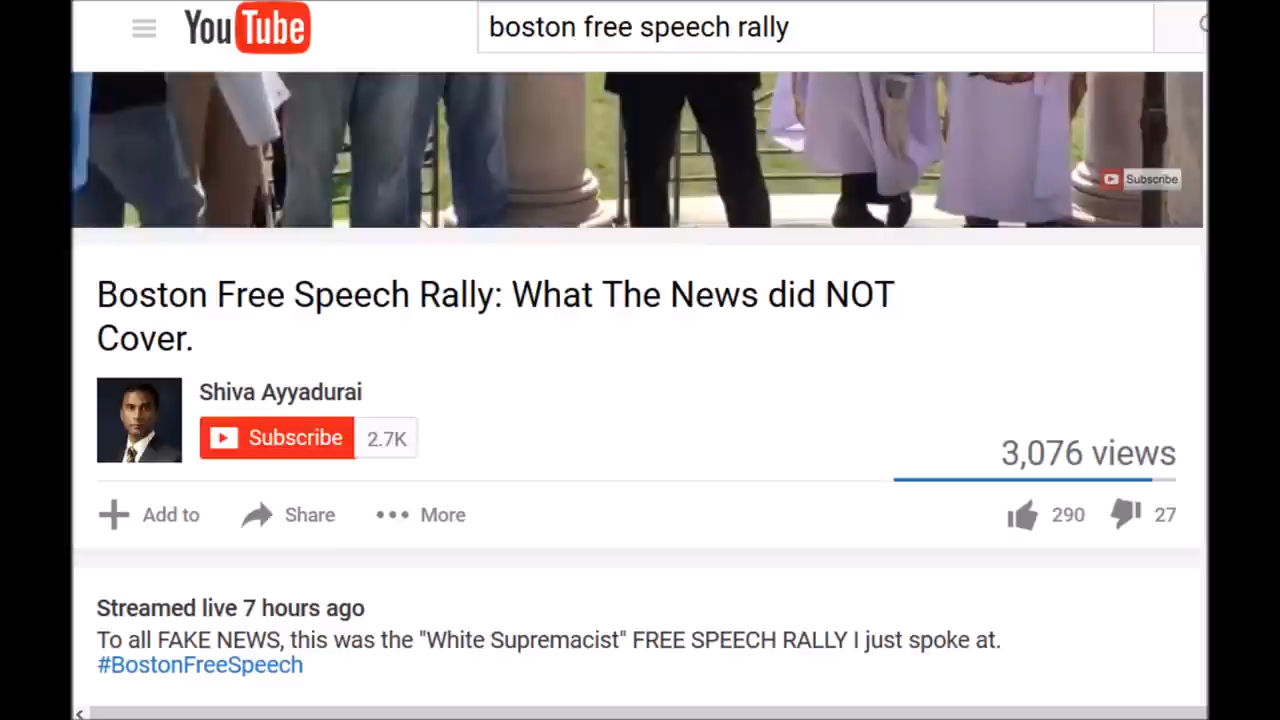 YouTube
boston free speech rally
Subscribe
Boston Free Speech Rally: What The News did NOT
Cover.
Shiva Ayyadurai
Subscribe 2.7K
3,076 views
Add to Share More
290 27
Streamed live 7 hours ago
To all FAKE NEWS, this was the "White Supremacist" FREE SPEECH RALLY I just spoke at.
#BostonFreeSpeech